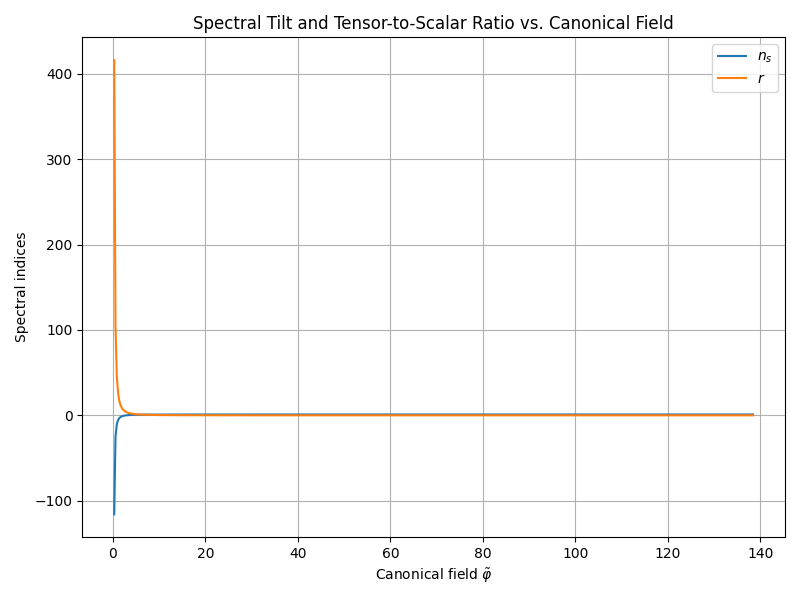 Spectral Tilt and Tensor-to-Scalar Ratio vs. Canonical Field
n_s
r
400
300
200
100
0
−100
Spectral indices
0 20 40 60 80 100 120 140
Canonical field φ̃